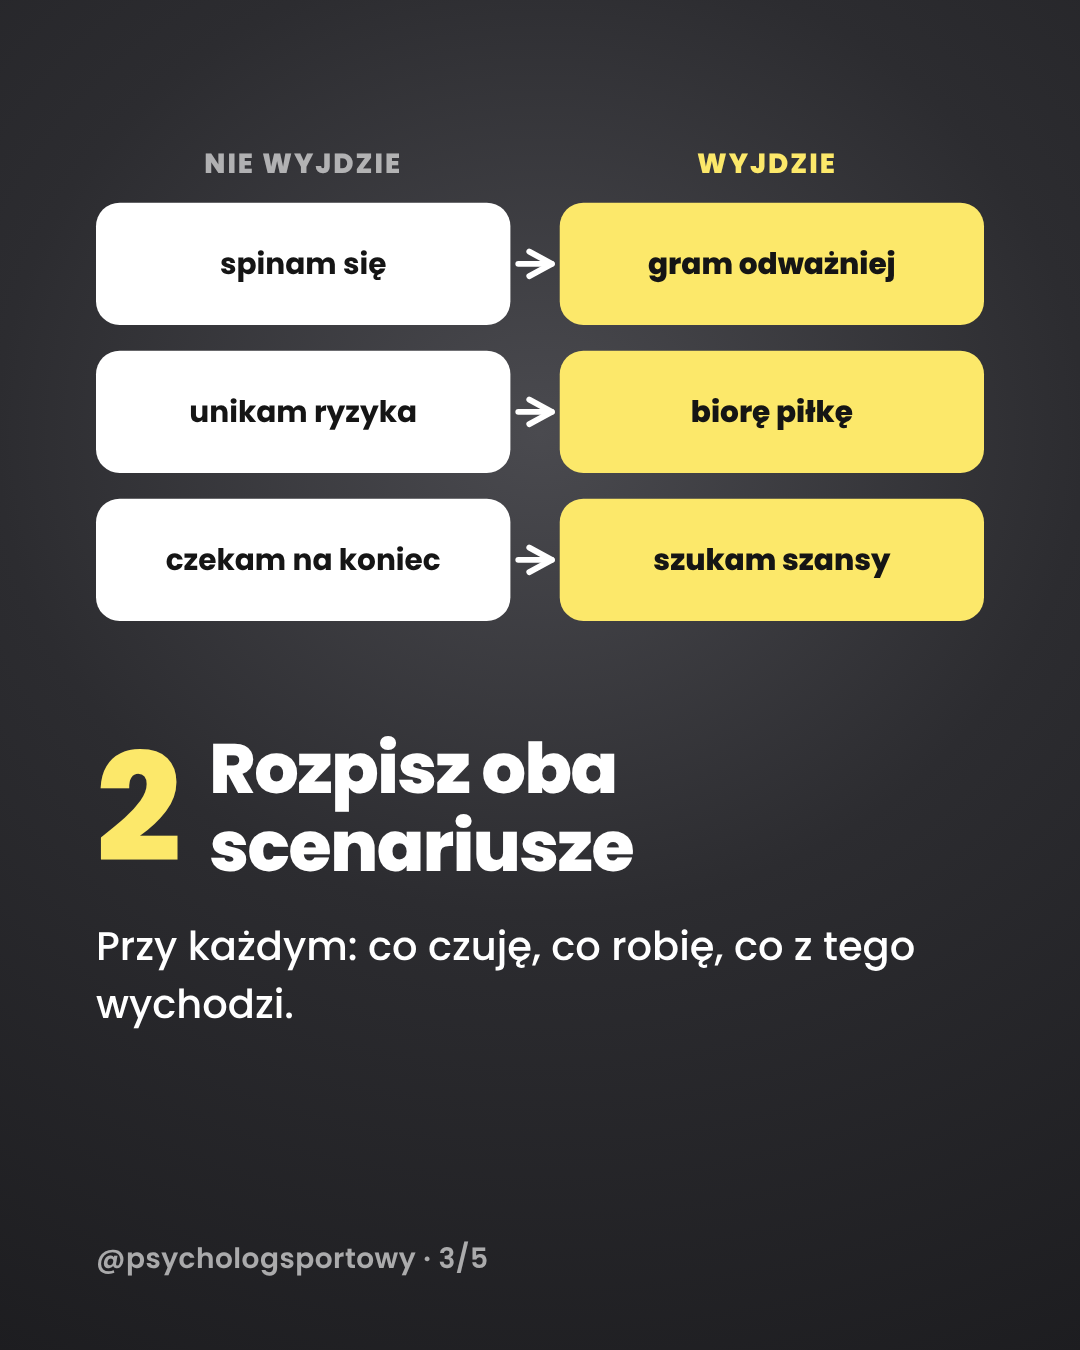 NIE WYJDZIE
WYJDZIE
spinam się
gram odważniej
unikam ryzyka
biorę piłkę
czekam na koniec
szukam szansy
2
Rozpisz oba
scenariusze
Przy każdym: co czuję, co robię, co z tego
wychodzi.
@psychologsportowy · 3/5